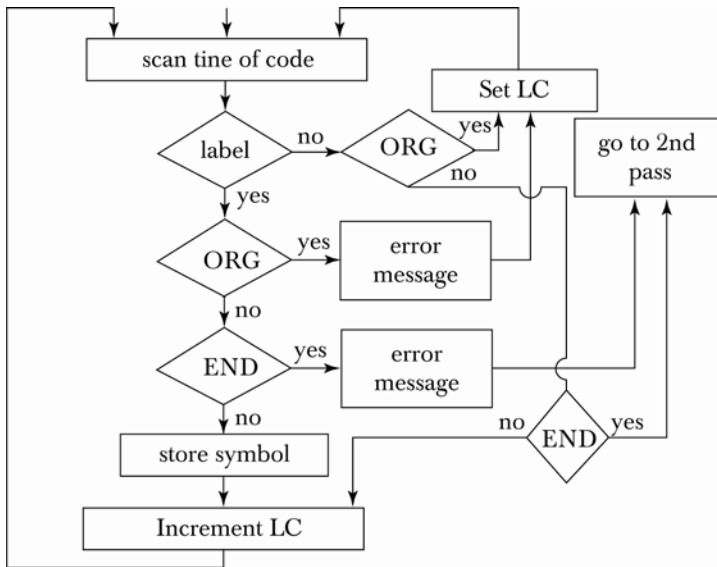 scan tine of code
Set LC
label
no
ORG
yes
no
go to 2nd
pass
yes
ORG
yes
error
message
no
END
yes
error
message
no
no
END
yes
store symbol
Increment LC